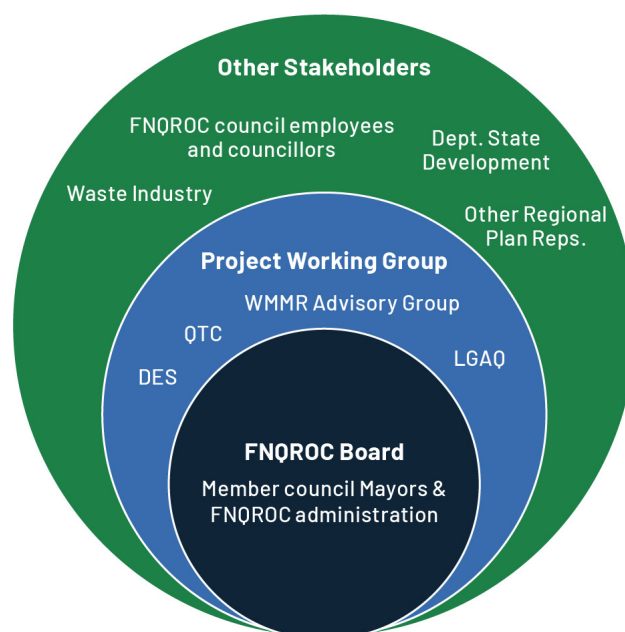 Other Stakeholders
FNQROC council employees
and councillors
Dept. State
Development
Waste Industry
Other Regional
Plan Reps.
Project Working Group
WMMR Advisory Group
QTC
LGAQ
DES
FNQROC Board
Member council Mayors &
FNQROC administration